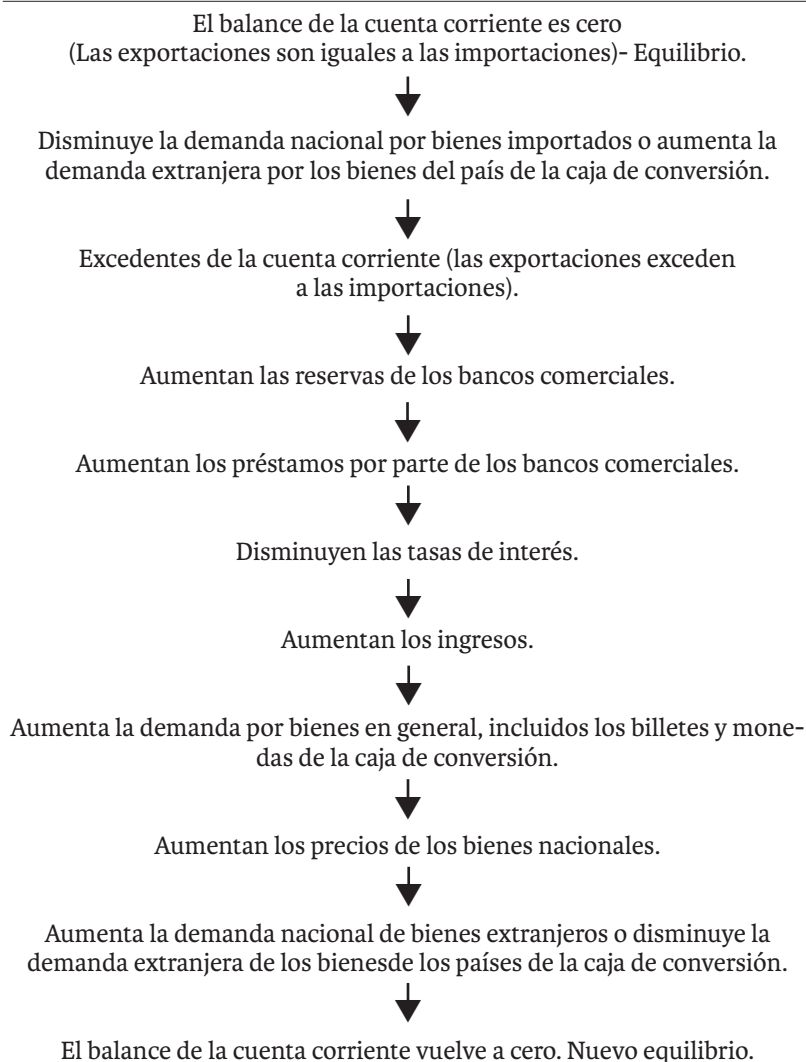 El balance de la cuenta corriente es cero
(Las exportaciones son iguales a las importaciones)- Equilibrio.
Disminuye la demanda nacional por bienes importados o aumenta la
demanda extranjera por los bienes del país de la caja de conversión.
Excedentes de la cuenta corriente (las exportaciones exceden
a las importaciones).
Aumentan las reservas de los bancos comerciales.
Aumentan los préstamos por parte de los bancos comerciales.
Disminuyen las tasas de interés.
Aumentan los ingresos.
Aumenta la demanda por bienes en general, incluidos los billetes y mone-
das de la caja de conversión.
Aumentan los precios de los bienes nacionales.
Aumenta la demanda nacional de bienes extranjeros o disminuye la
demanda extranjera de los bienesde los países de la caja de conversión.
El balance de la cuenta corriente vuelve a cero. Nuevo equilibrio.